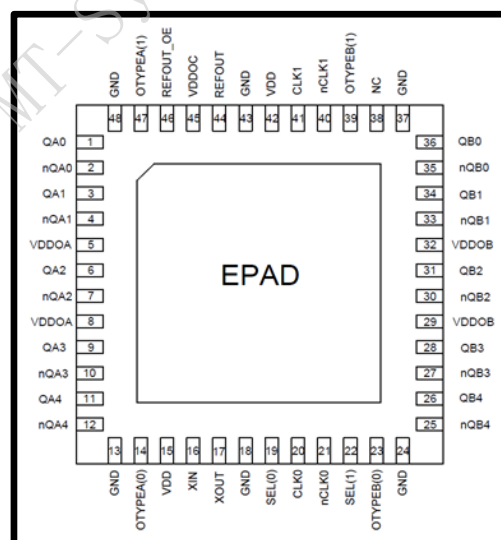 MT-Sy
GND OTYPEA(1) REFOUT_OE VDDOC REFOUT GND VDD CLK1 nCLK1 OTYPEB(1) NC GND
48 47 46 45 44 43 42 41 40 39 38 37
QA0 1 36 QB0
nQA0 2 35 nQB0
QA1 3 34 QB1
nQA1 4 33 nQB1
VDDOA 5 32 VDDOB
QA2 6 31 QB2
nQA2 7 30 nQB2
VDDOA 8 29 VDDOB
QA3 9 28 QB3
nQA3 10 27 nQB3
QA4 11 26 QB4
nQA4 12 25 nQB4
EPAD
13 14 15 16 17 18 19 20 21 22 23 24
GND OTYPEA(0) VDD XIN XOUT GND SEL(0) CLK0 nCLK0 SEL(1) OTYPEB(0) GND